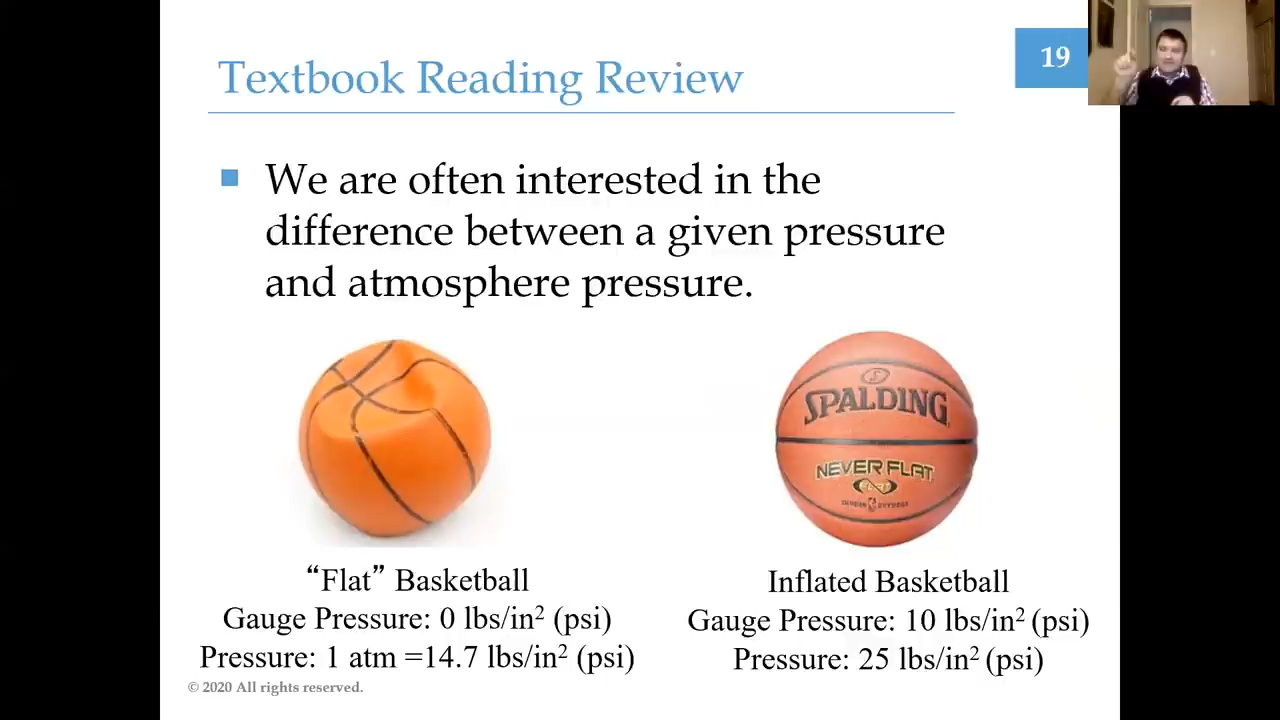 Textbook Reading Review
19
We are often interested in the
difference between a given pressure
and atmosphere pressure.
SPALDING
NEVER FLAT
“Flat” Basketball
Gauge Pressure: 0 lbs/in² (psi)
Pressure: 1 atm =14.7 lbs/in² (psi)
Inflated Basketball
Gauge Pressure: 10 lbs/in² (psi)
Pressure: 25 lbs/in² (psi)
© 2020 All rights reserved.